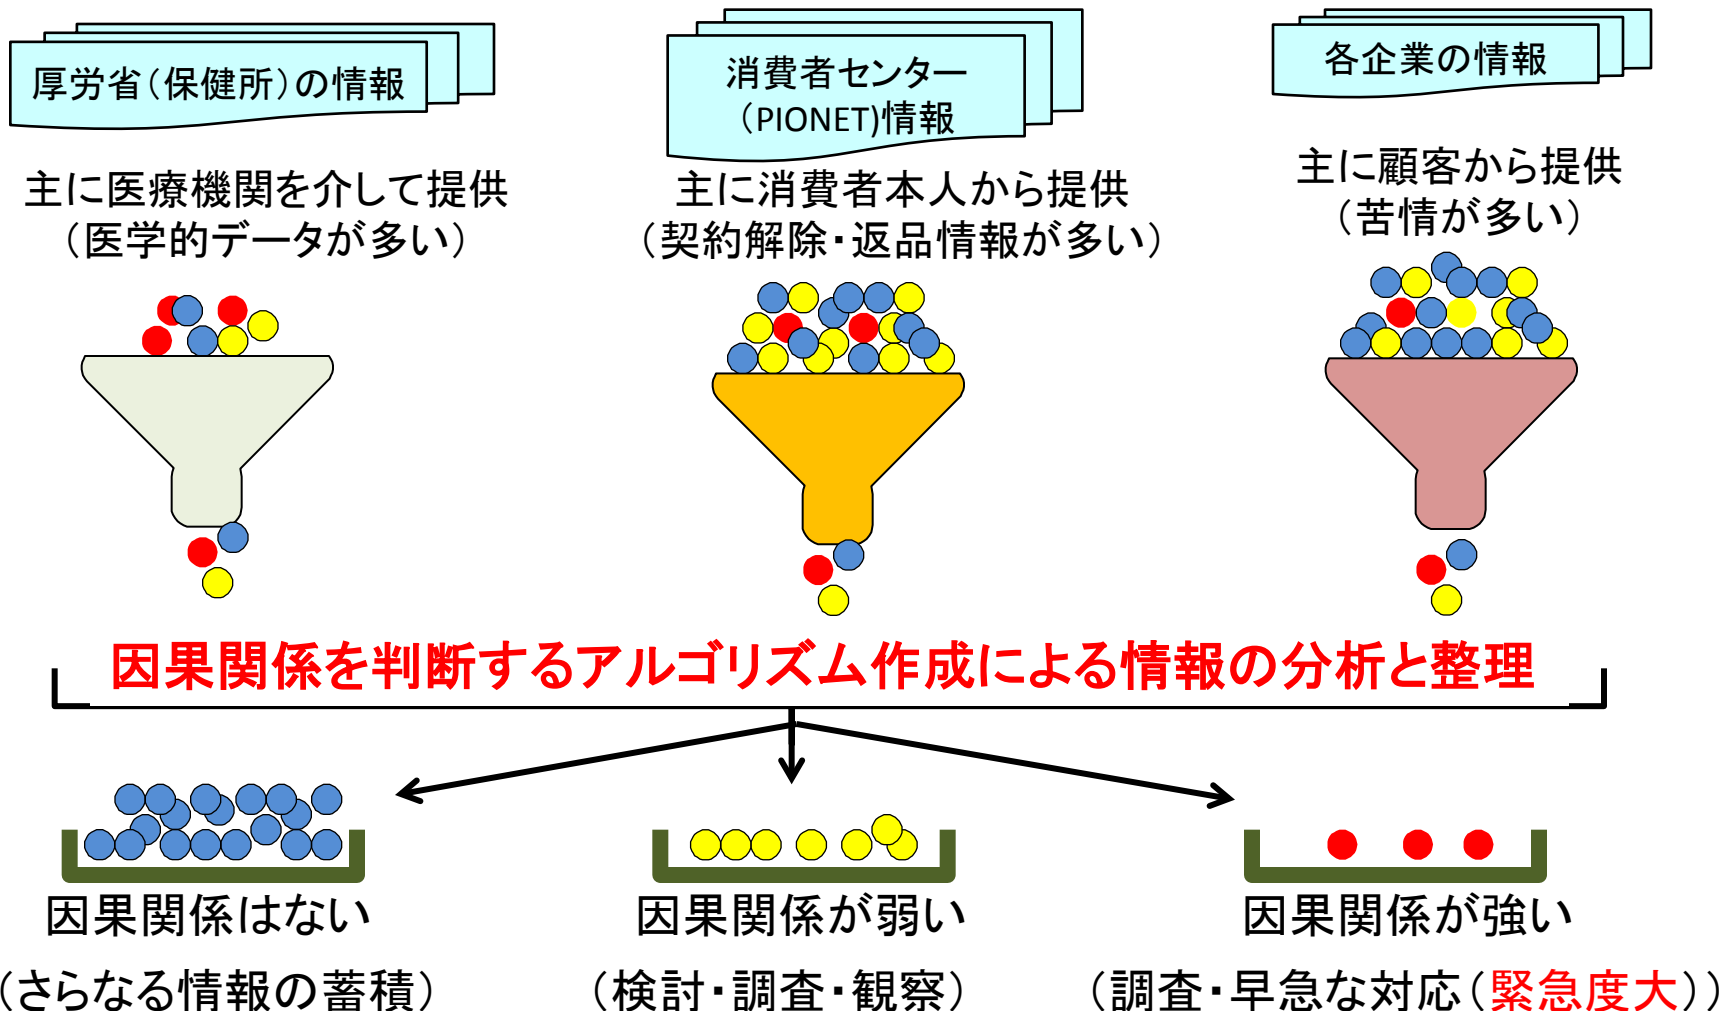 厚労省（保健所）の情報
消費者センター
（PIONET)情報
各企業の情報
主に医療機関を介して提供
（医学的データが多い）
主に消費者本人から提供
（契約解除・返品情報が多い）
主に顧客から提供
（苦情が多い）
因果関係を判断するアルゴリズム作成による情報の分析と整理
因果関係はない
（さらなる情報の蓄積）
因果関係が弱い
（検討・調査・観察）
因果関係が強い
（調査・早急な対応（緊急度大））